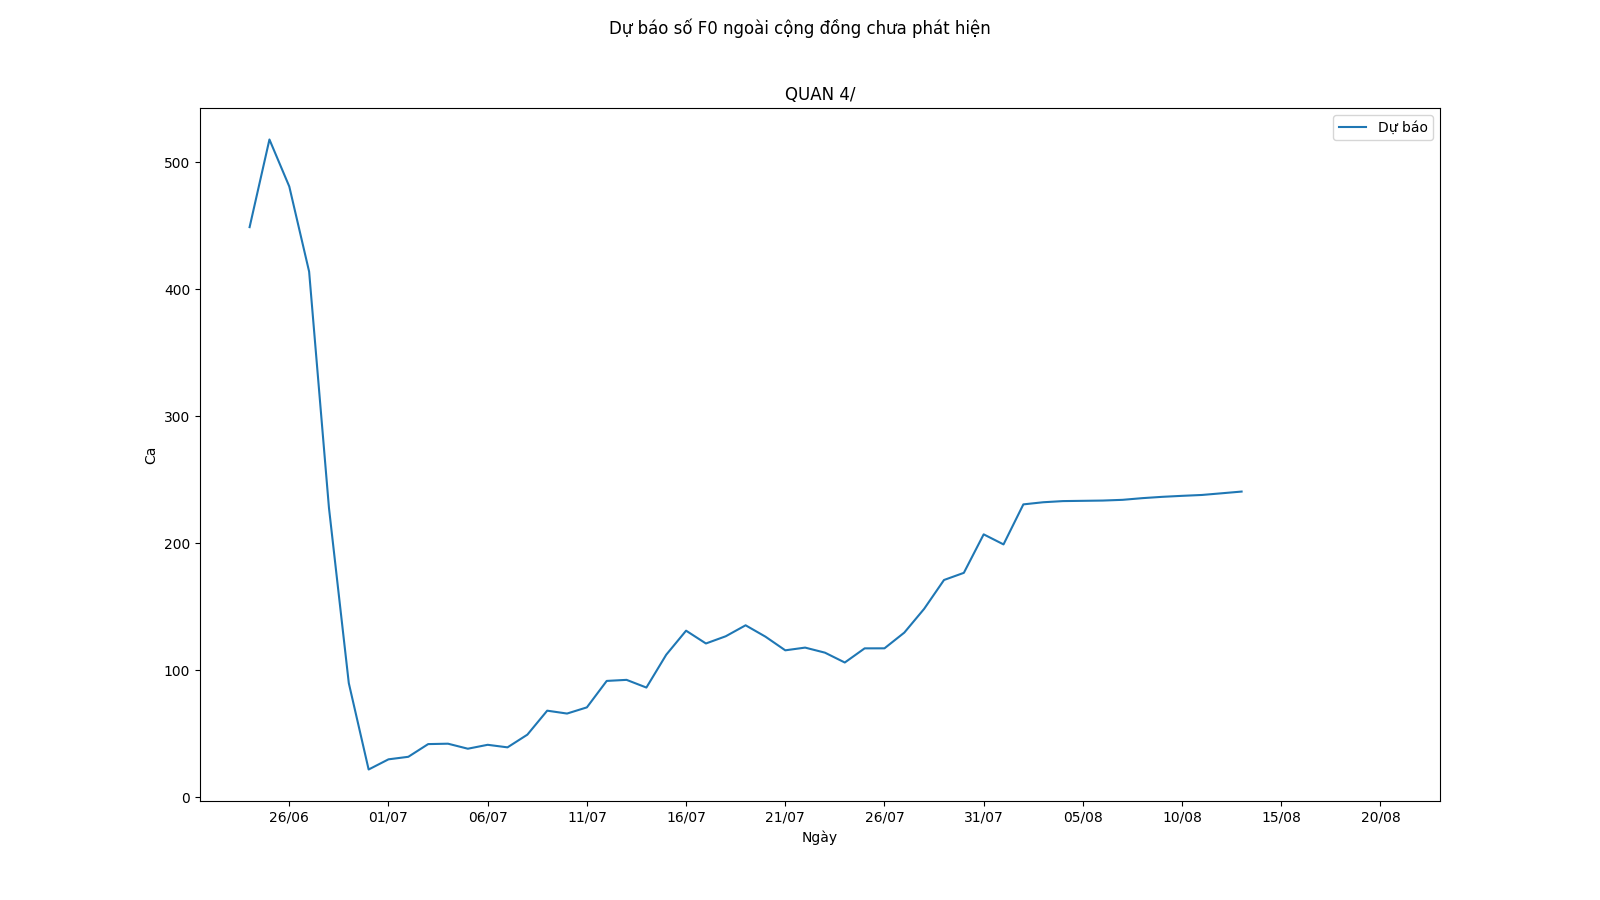 Dự báo số F0 ngoài cộng đồng chưa phát hiện
QUAN 4/
Dự báo
500
400
300
200
100
0
Ca
26/06 01/07 06/07 11/07 16/07 21/07 26/07 31/07 05/08 10/08 15/08 20/08
Ngày